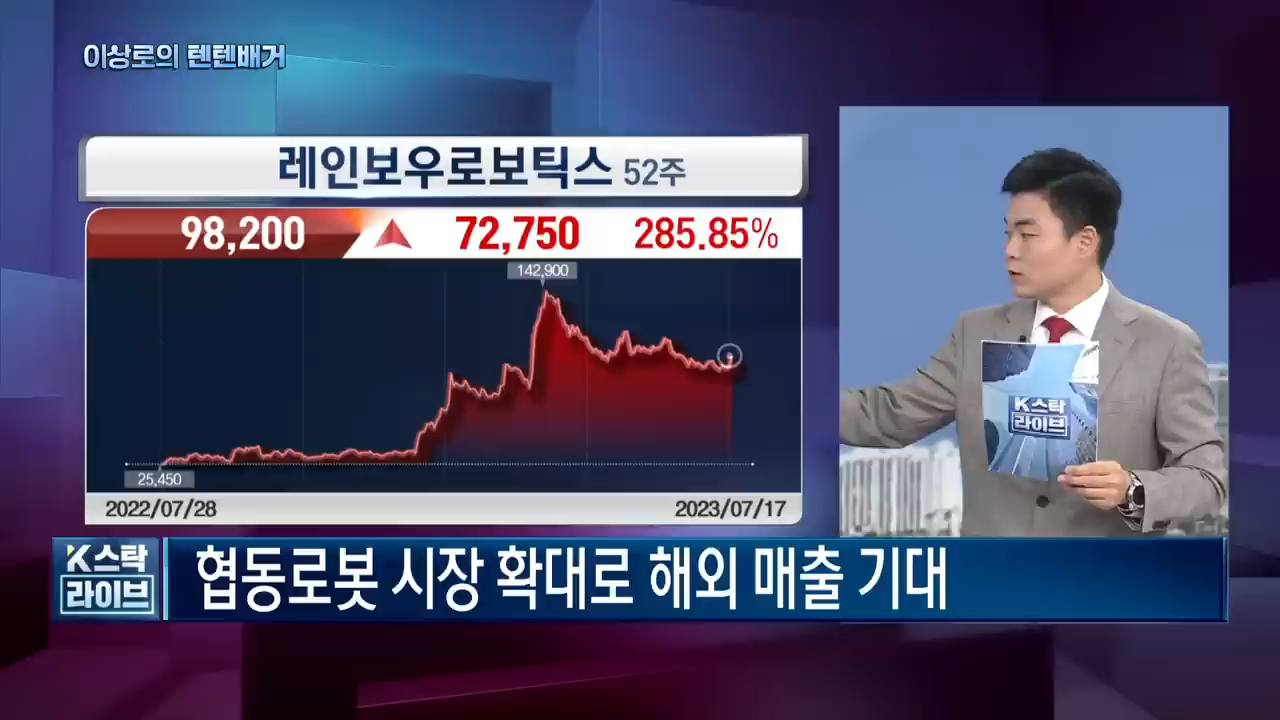 이상로의 텐텐배거
레인보우로보틱스 52주
98,200 72,750 285.85%
142,900
25,450
2022/07/28 2023/07/17
K스탁
라이브
K스탁
라이브
협동로봇 시장 확대로 해외 매출 기대